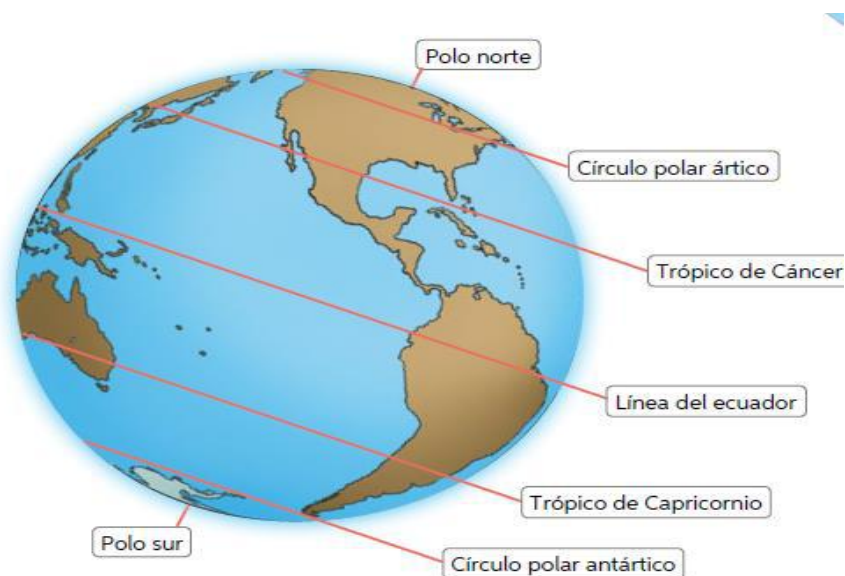 Polo norte
Círculo polar ártico
Trópico de Cáncer
Línea del ecuador
Trópico de Capricornio
Polo sur
Círculo polar antártico